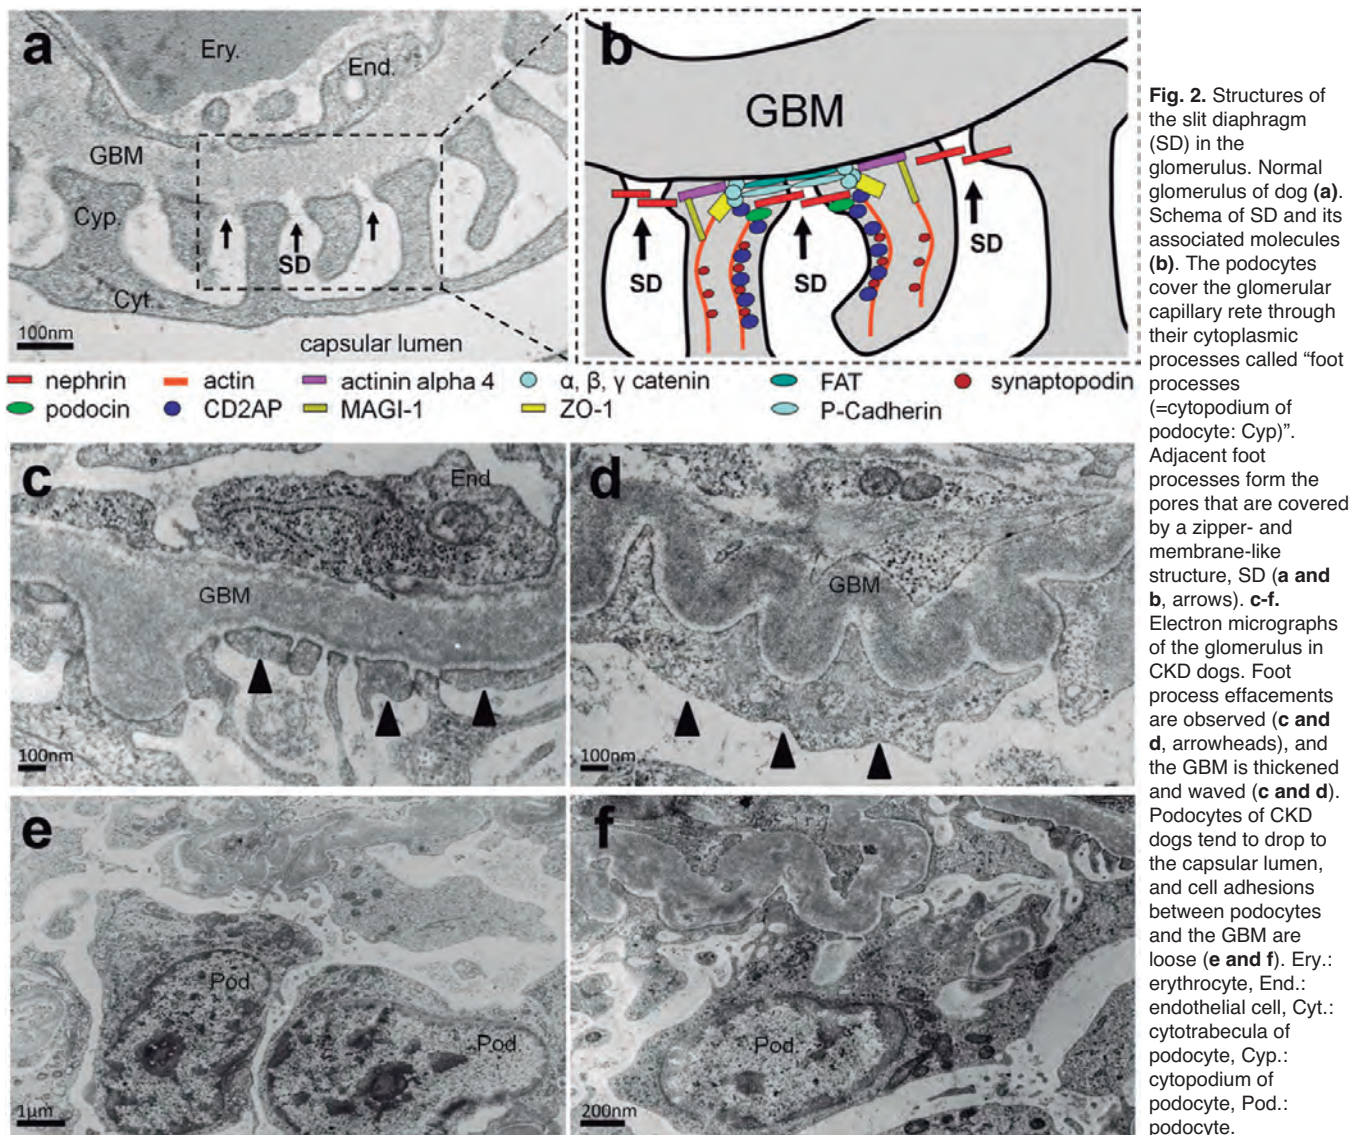 a
Ery.
End.
GBM
Cyp.
SD
Cyt.
100nm
capsular lumen
b
GBM
SD
SD
SD
nephrin actin actinin alpha 4 α, β, γ catenin FAT synaptopodin
podocin CD2AP MAGI-1 ZO-1 P-Cadherin
c
End
GBM
100nm
d
GBM
100nm
e
Pod
Pod
1μm
f
Pod
200nm
Fig. 2. Structures of
the slit diaphragm
(SD) in the
glomerulus. Normal
glomerulus of dog (a).
Schema of SD and its
associated molecules
(b). The podocytes
cover the glomerular
capillary rete through
their cytoplasmic
processes called “foot
processes
(=cytopodium of
podocyte: Cyp)”.
Adjacent foot
processes form the
pores that are covered
by a zipper- and
membrane-like
structure, SD (a and
b, arrows). c-f.
Electron micrographs
of the glomerulus in
CKD dogs. Foot
process effacements
are observed (c and
d, arrowheads), and
the GBM is thickened
and waved (c and d).
Podocytes of CKD
dogs tend to drop to
the capsular lumen,
and cell adhesions
between podocytes
and the GBM are
loose (e and f). Ery.:
erythrocyte, End.:
endothelial cell, Cyt.:
cytotrabecula of
podocyte, Cyp.:
cytopodium of
podocyte, Pod.:
podocyte.